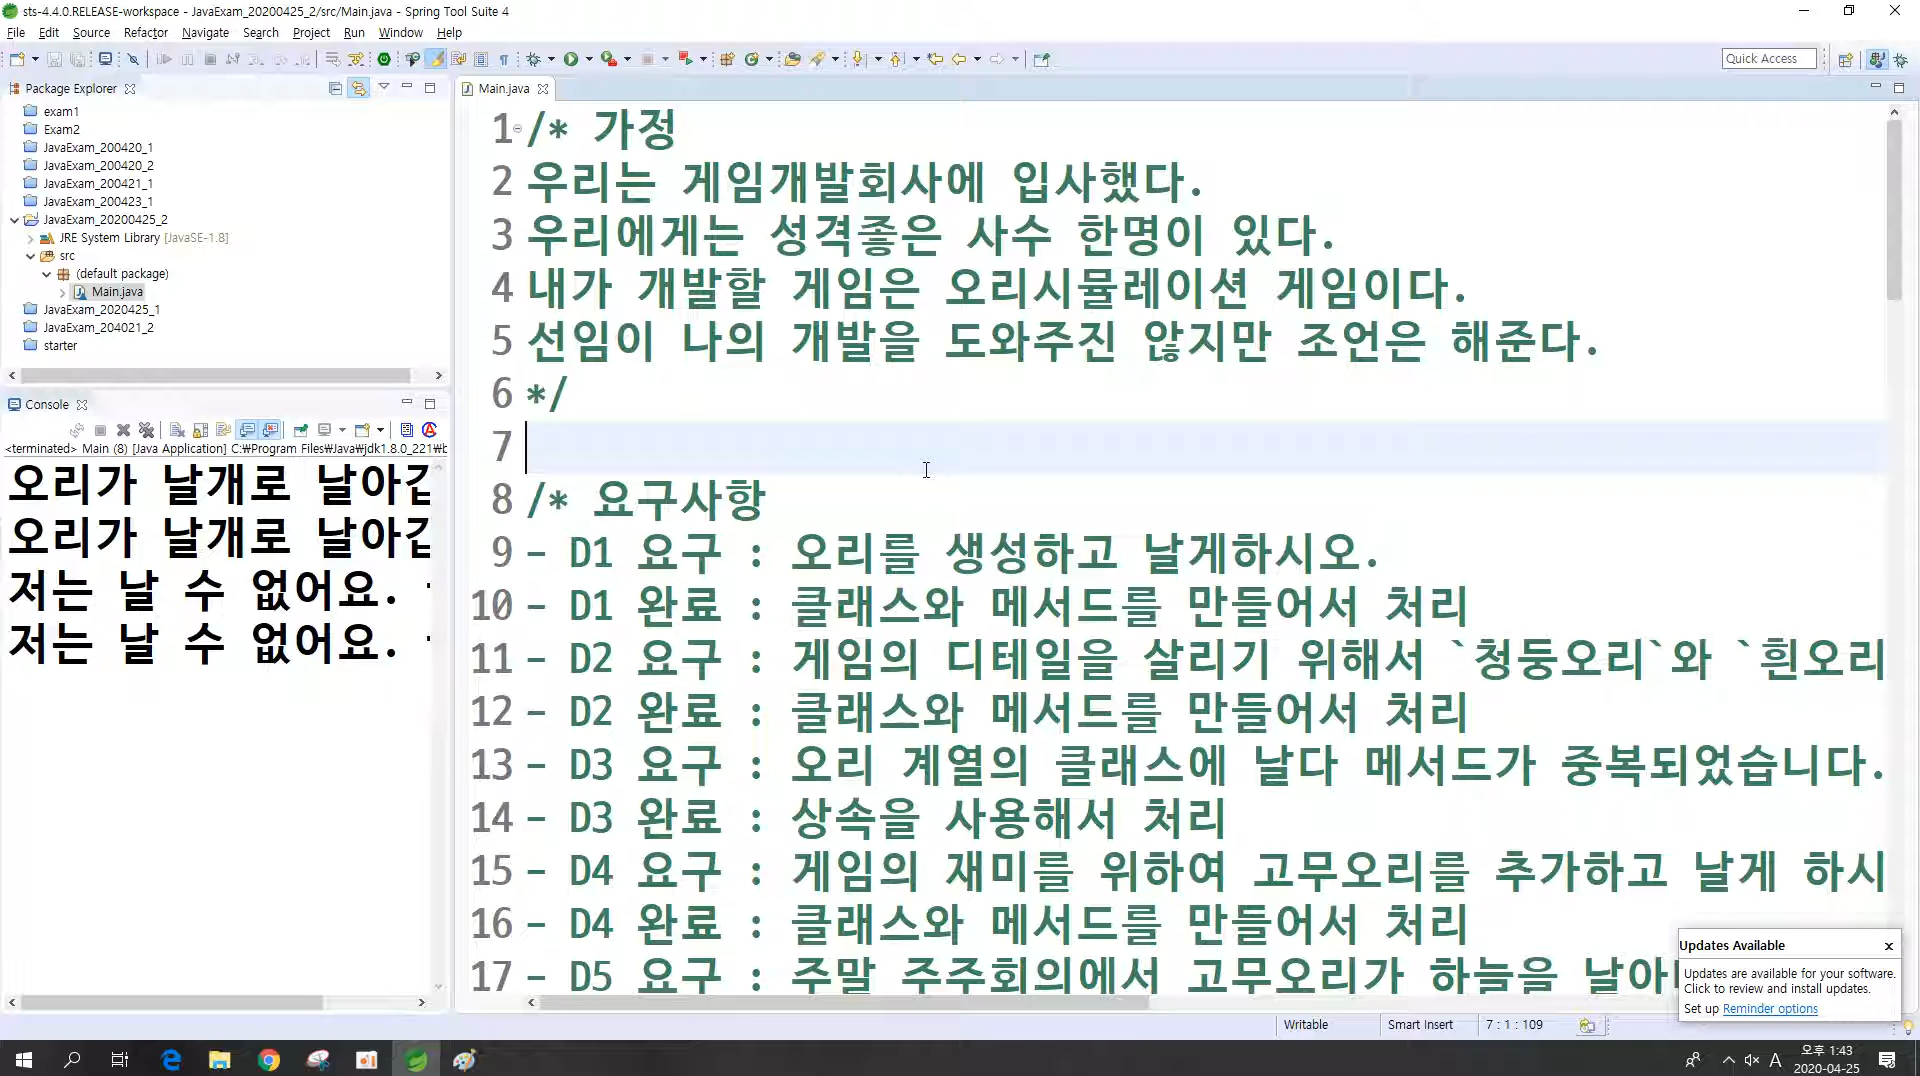 sts-4.4.0.RELEASE-workspace - JavaExam_20200425_2/src/Main.java - Spring Tool Suite 4
File Edit Source Refactor Navigate Search Project Run Window Help
Quick Access
Package Explorer
exam1
Exam2
JavaExam_200420_1
JavaExam_200420_2
JavaExam_200421_1
JavaExam_200423_1
JavaExam_20200425_2
JRE System Library [JavaSE-1.8]
src
(default package)
Main.java
JavaExam_2020425_1
JavaExam_204021_2
starter
Console
<terminated> Main (8) [Java Application] C:₩Program Files₩Java₩jdk1.8.0_221₩b
오리가 날개로 날아갑
오리가 날개로 날아갑
저는 날 수 없어요.
저는 날 수 없어요.
Main.java
1 /* 가정
2 우리는 게임개발회사에 입사했다.
3 우리에게는 성격좋은 사수 한명이 있다.
4 내가 개발할 게임은 오리시뮬레이션 게임이다.
5 선임이 나의 개발을 도와주진 않지만 조언은 해준다.
6 */
7
8 /* 요구사항
9 - D1 요구 : 오리를 생성하고 날게하시오.
10 - D1 완료 : 클래스와 메서드를 만들어서 처리
11 - D2 요구 : 게임의 디테일을 살리기 위해서 `청둥오리`와 `흰오리
12 - D2 완료 : 클래스와 메서드를 만들어서 처리
13 - D3 요구 : 오리 계열의 클래스에 날다 메서드가 중복되었습니다.
14 - D3 완료 : 상속을 사용해서 처리
15 - D4 요구 : 게임의 재미를 위하여 고무오리를 추가하고 날게 하시
16 - D4 완료 : 클래스와 메서드를 만들어서 처리
17 - D5 요구 : 주말 주주회의에서 고무오리가 하늘을 날아
Updates Available
Updates are available for your software.
Click to review and install updates.
Set up Reminder options
Writable Smart Insert 7 : 1 : 109
A 오후 1:43
2020-04-25